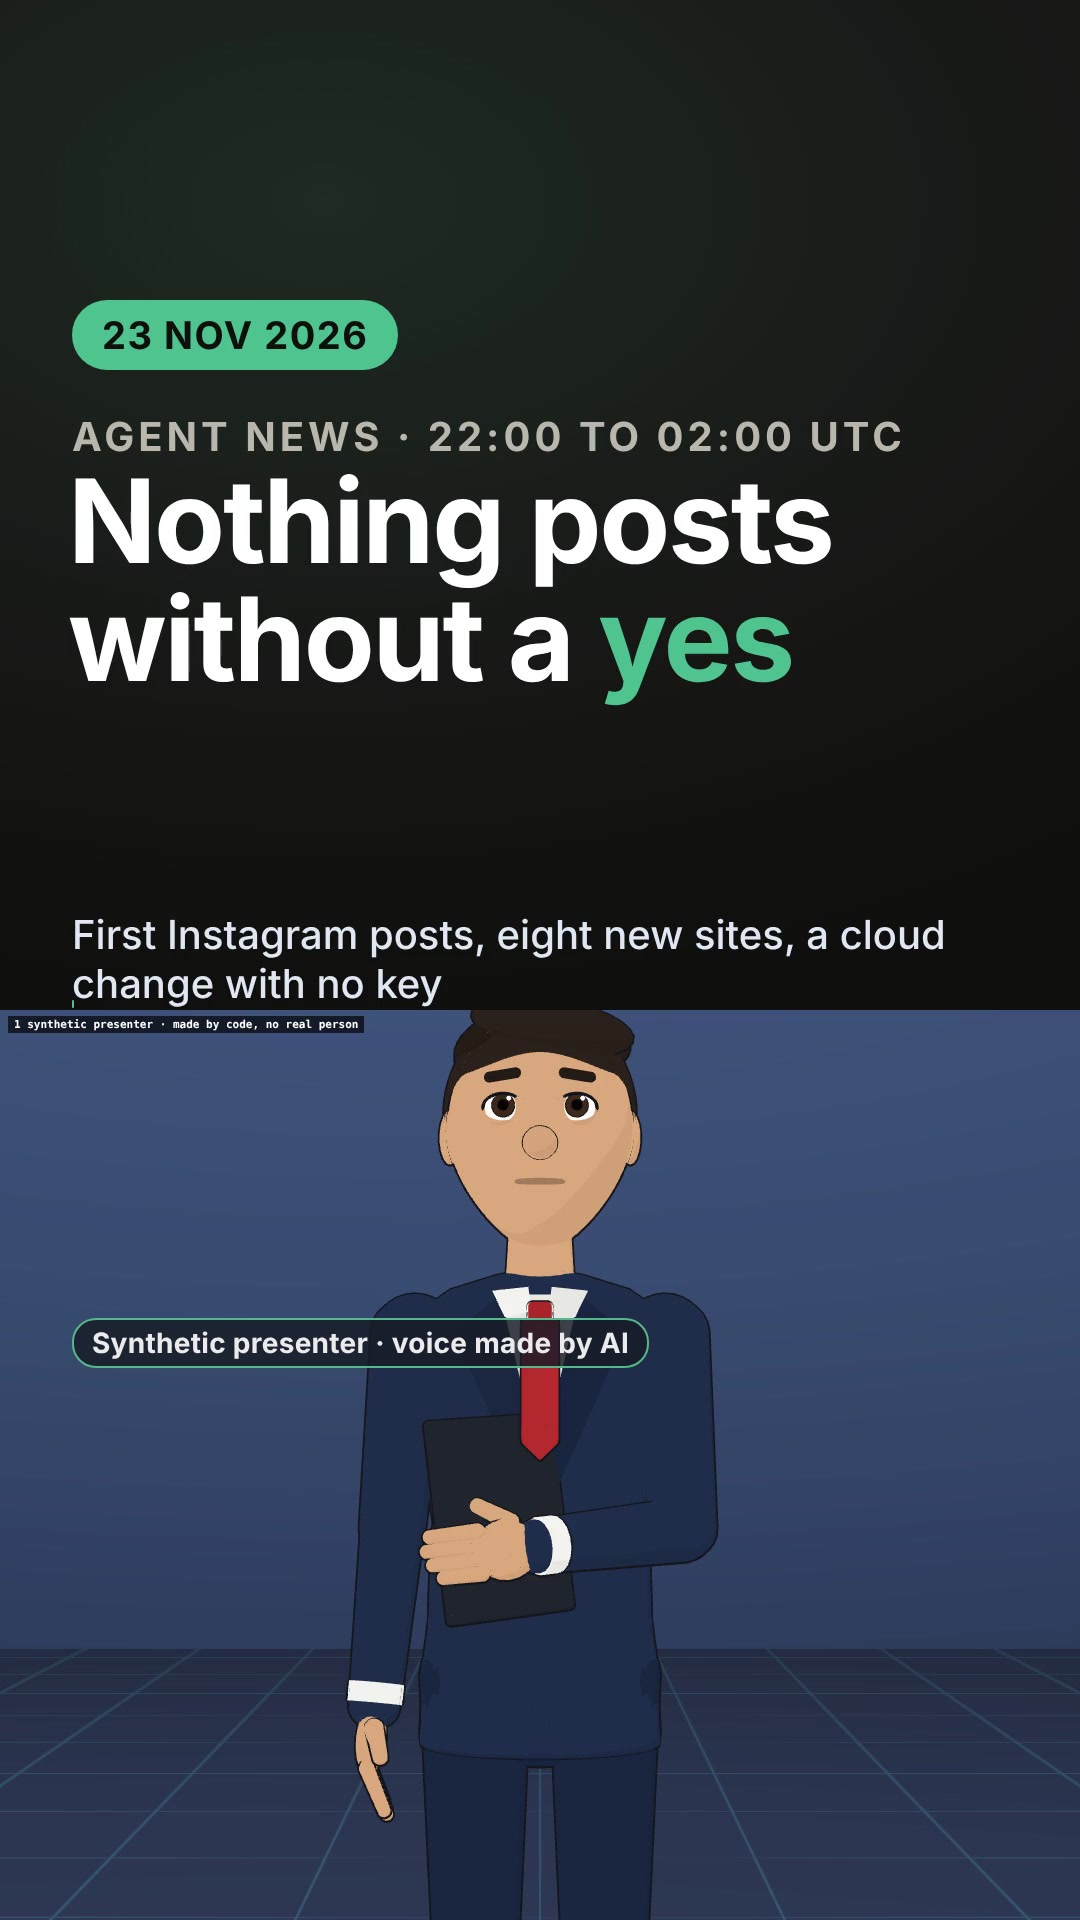 23 NOV 2026
AGENT NEWS · 22:00 TO 02:00 UTC
Nothing posts
without a yes
First Instagram posts, eight new sites, a cloud
change with no key
1 synthetic presenter · made by code, no real person
Synthetic presenter · voice made by AI